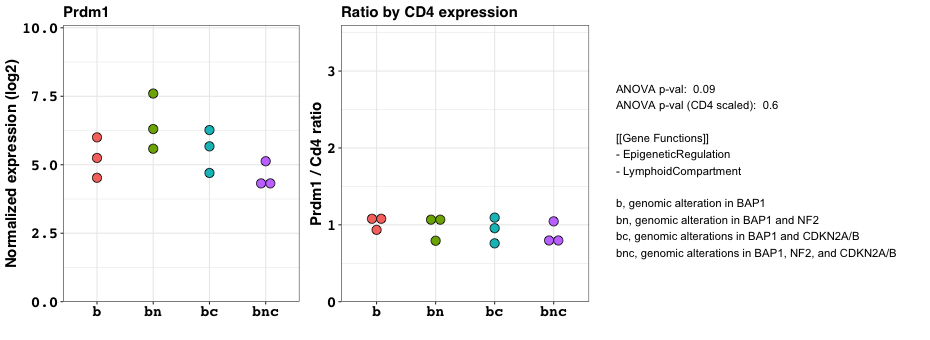 Prdm1
Normalized expression (log2)
10.0
7.5
5.0
2.5
0.0
b bn bc bnc
Ratio by CD4 expression
Prdm1 / Cd4 ratio
3
2
1
0
b bn bc bnc
ANOVA p-val: 0.09
ANOVA p-val (CD4 scaled): 0.6
[[Gene Functions]]
- EpigeneticRegulation
- LymphoidCompartment
b, genomic alteration in BAP1
bn, genomic alteration in BAP1 and NF2
bc, genomic alterations in BAP1 and CDKN2A/B
bnc, genomic alterations in BAP1, NF2, and CDKN2A/B